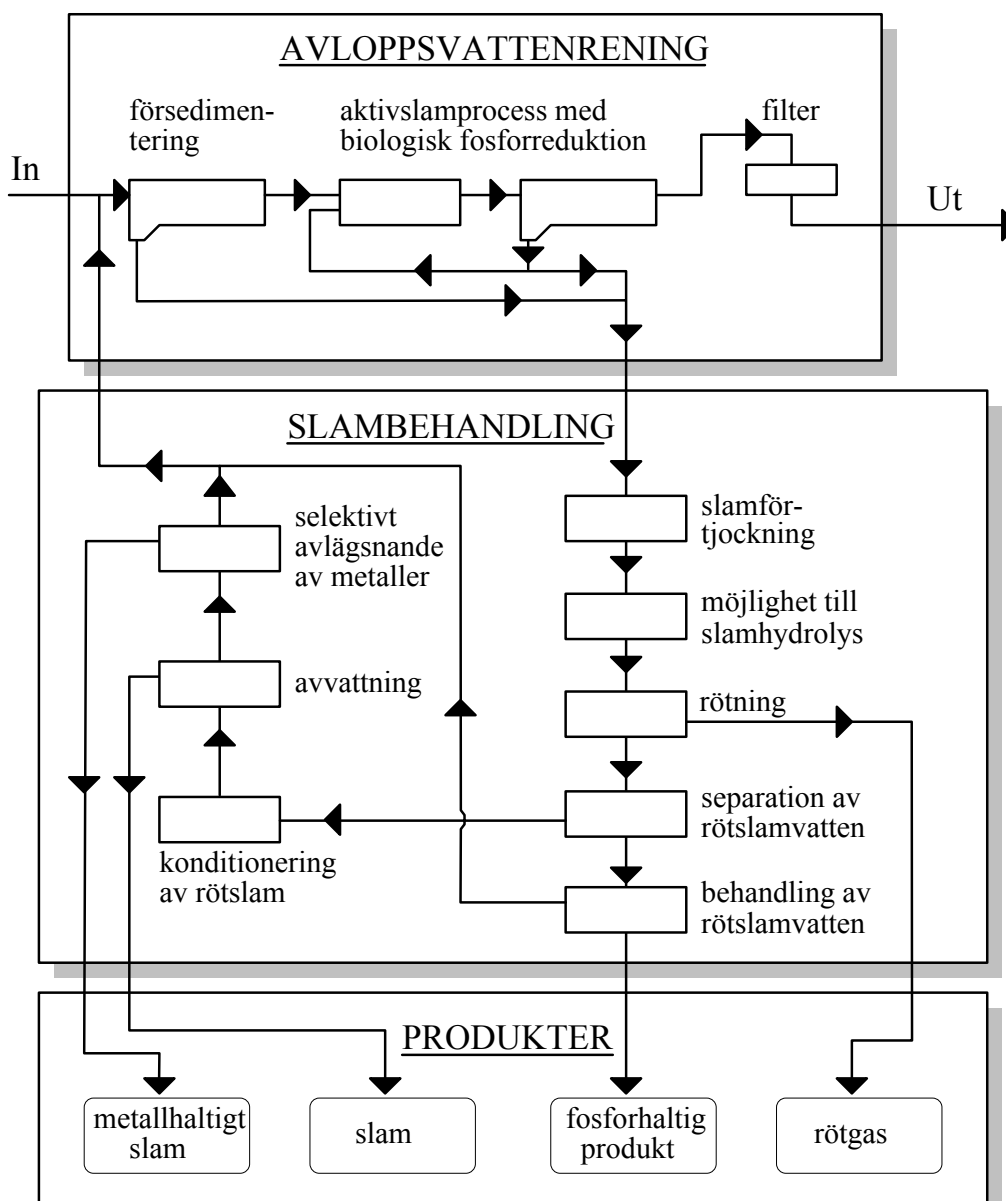 AVLOPPSVATTENRENING
försedimen-
tering
aktivslamprocess med
biologisk fosforreduktion
filter
In
Ut
SLAMBEHANDLING
selektivt
avlägsnande
av metaller
slamför-
tjockning
möjlighet till
slamhydrolys
avvattning
rötning
separation av
rötslamvatten
konditionering
av rötslam
behandling av
rötslamvatten
PRODUKTER
metallhaltigt
slam
slam
fosforhaltig
produkt
rötgas